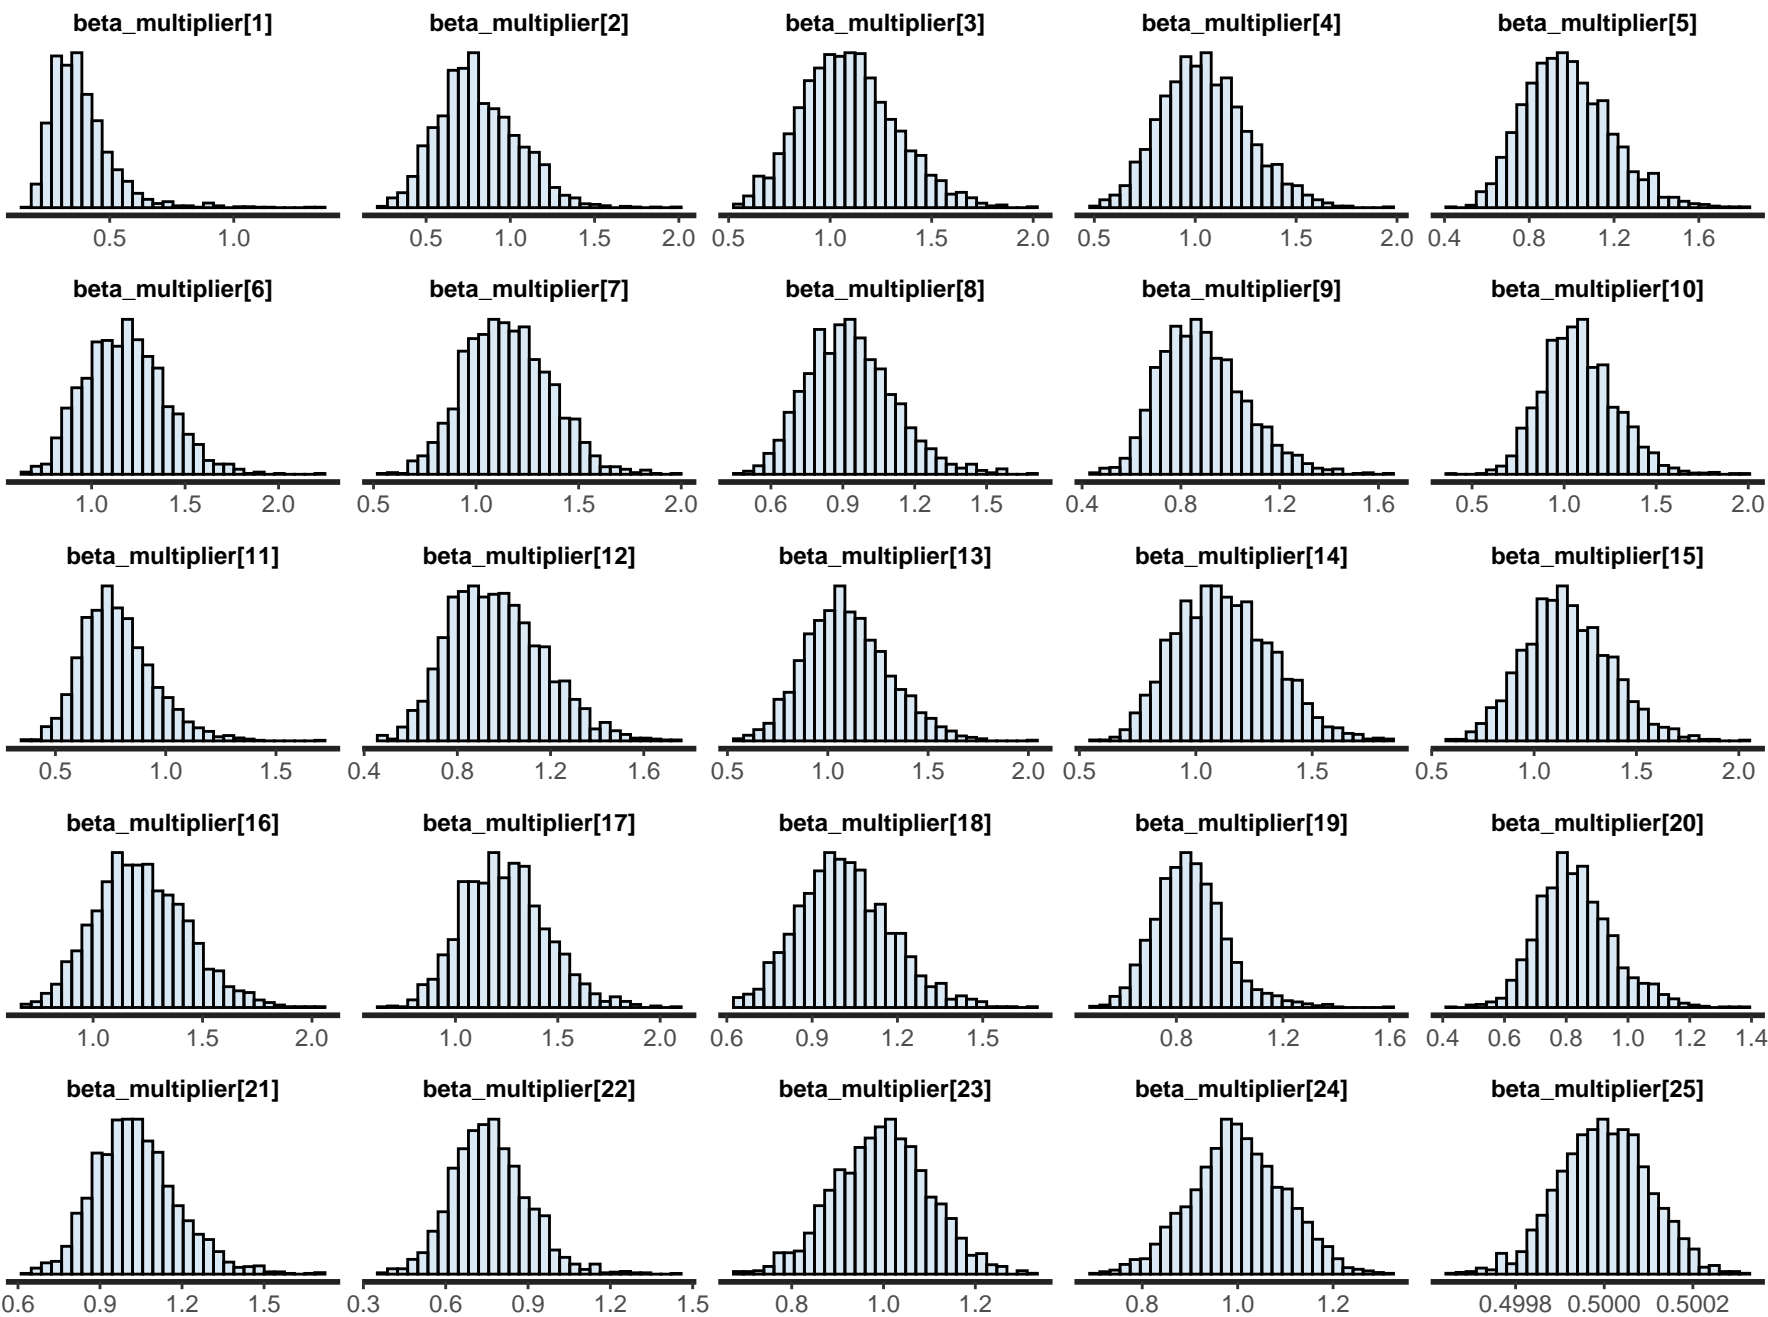 beta_multiplier[1] beta_multiplier[2] beta_multiplier[3] beta_multiplier[4] beta_multiplier[5]
0.5 1.0 0.5 1.0 1.5 2.0 0.5 1.0 1.5 2.0 0.5 1.0 1.5 2.0 0.4 0.8 1.2 1.6
beta_multiplier[6] beta_multiplier[7] beta_multiplier[8] beta_multiplier[9] beta_multiplier[10]
1.0 1.5 2.0 0.5 1.0 1.5 2.0 0.6 0.9 1.2 1.5 0.4 0.8 1.2 1.6 0.5 1.0 1.5 2.0
beta_multiplier[11] beta_multiplier[12] beta_multiplier[13] beta_multiplier[14] beta_multiplier[15]
0.5 1.0 1.5 0.4 0.8 1.2 1.6 0.5 1.0 1.5 2.0 0.5 1.0 1.5 0.5 1.0 1.5 2.0
beta_multiplier[16] beta_multiplier[17] beta_multiplier[18] beta_multiplier[19] beta_multiplier[20]
1.0 1.5 2.0 1.0 1.5 2.0 0.6 0.9 1.2 1.5 0.8 1.2 1.6 0.4 0.6 0.8 1.0 1.2 1.4
beta_multiplier[21] beta_multiplier[22] beta_multiplier[23] beta_multiplier[24] beta_multiplier[25]
0.6 0.9 1.2 1.5 0.3 0.6 0.9 1.2 1.5 0.8 1.0 1.2 0.8 1.0 1.2 0.4998 0.5000 0.5002